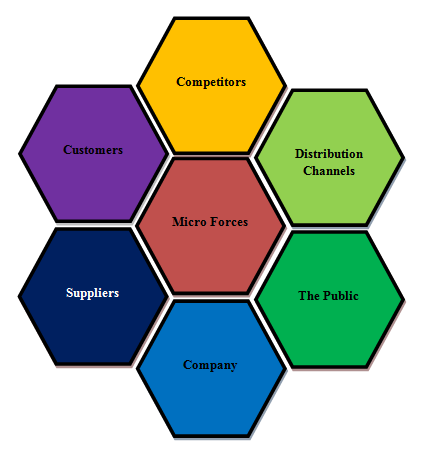 Competitors
Customers
Distribution
Channels
Micro Forces
Suppliers
The Public
Company